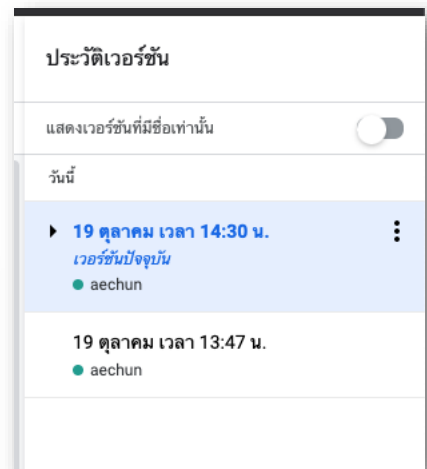 ประวัติเวอร์ชัน
แสดงเวอร์ชันที่มีชื่อเท่านั้น
วันนี้
19 ตุลาคม เวลา 14:30 น.
เวอร์ชันปัจจุบัน
aechun
19 ตุลาคม เวลา 13:47 น.
aechun